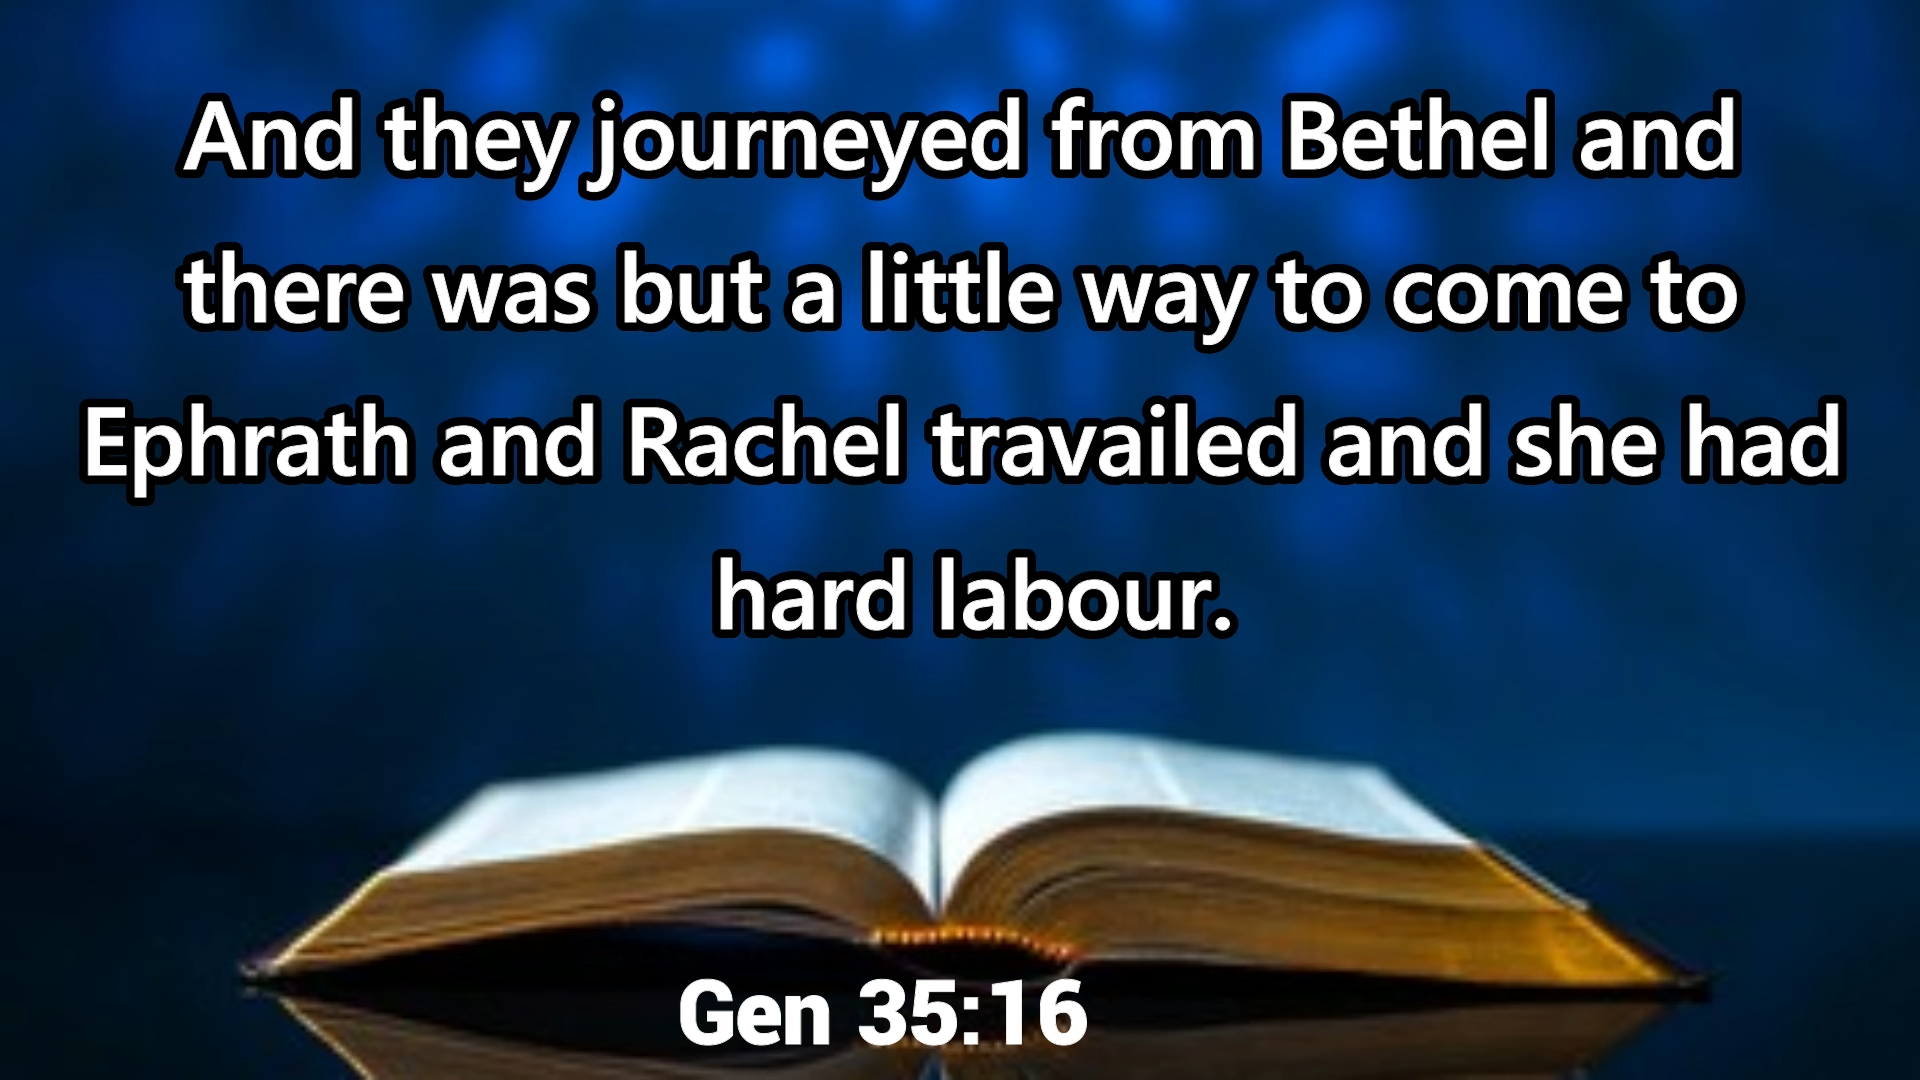 And they journeyed from Bethel and
there was but a little way to come to
Ephrath and Rachel travailed and she had
hard labour.
Gen 35:16